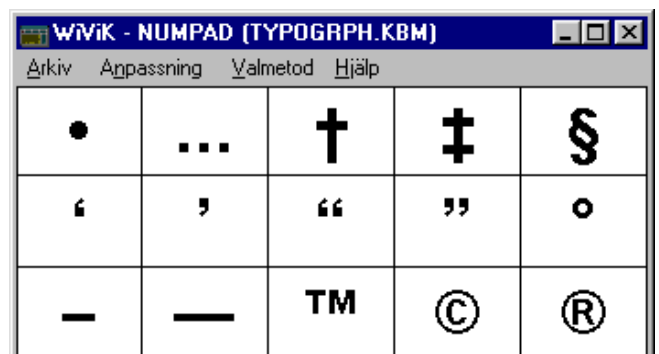 WiViK - NUMPAD (TYPOGRPH.KBM)
Arkiv Anpassning Valmetod Hjälp
• … † ‡ §
‘ ’ “ ” °
– — ™ © ®